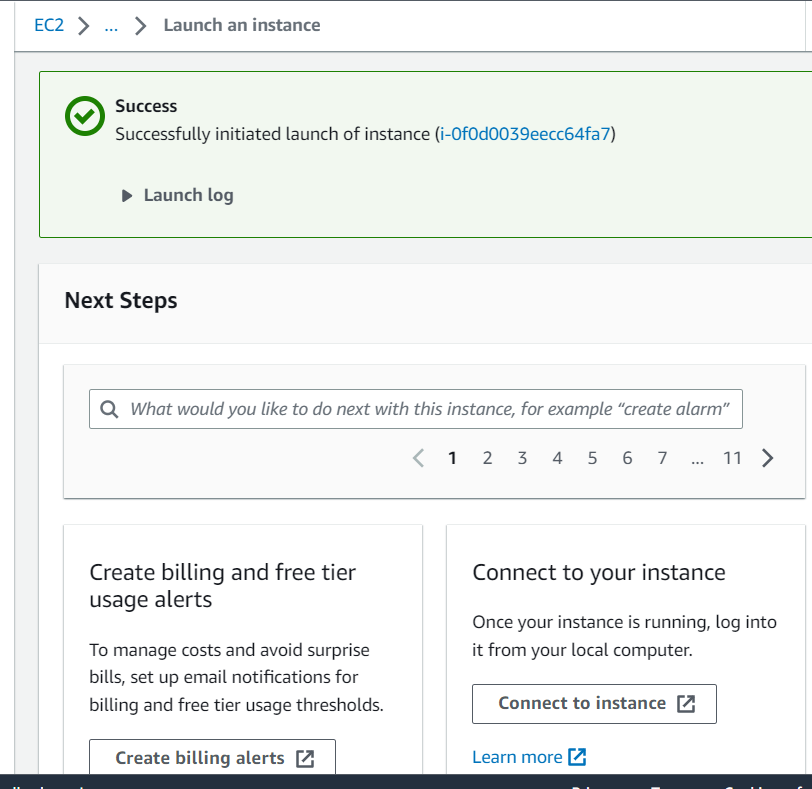 EC2 ... Launch an instance
Success
Successfully initiated launch of instance (i-0f0d0039eecc64fa7)
Launch log
Next Steps
What would you like to do next with this instance, for example “create alarm”
1 2 3 4 5 6 7 ... 11
Create billing and free tier
usage alerts
To manage costs and avoid surprise
bills, set up email notifications for
billing and free tier usage thresholds.
Create billing alerts
Connect to your instance
Once your instance is running, log into
it from your local computer.
Connect to instance
Learn more